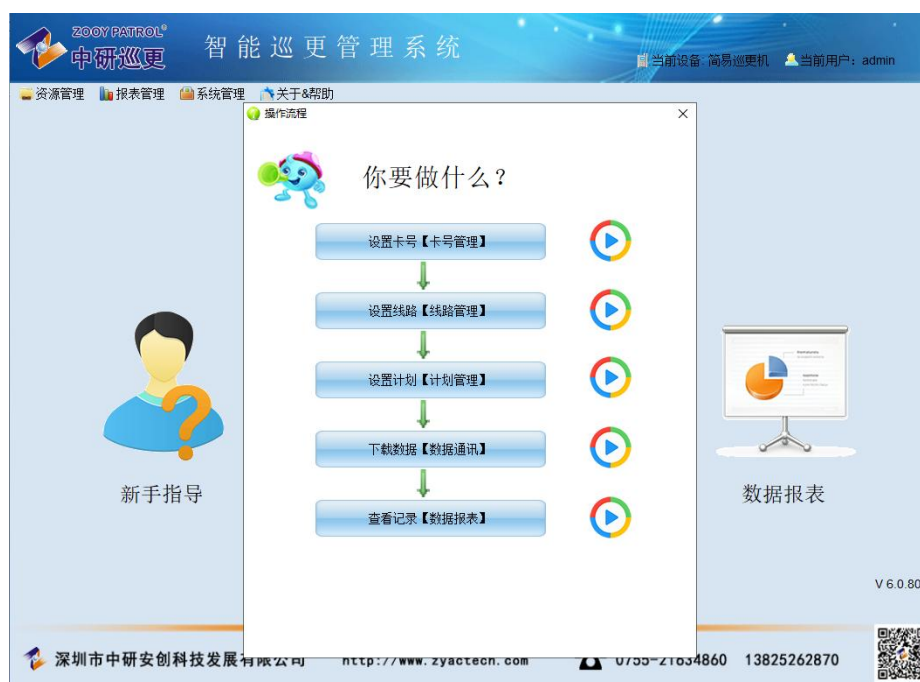 ZOOY PATROL®
中研巡更
智能巡更管理系统
当前设备:简易巡更机 当前用户:admin
资源管理 报表管理 系统管理 关于&帮助
操作流程
你要做什么?
设置卡号【卡号管理】
设置线路【线路管理】
设置计划【计划管理】
下载数据【数据通讯】
查看记录【数据报表】
新手指导
数据报表
V 6.0.80
深圳市中研安创科技发展有限公司 http://www.zyactech.com 0755-21634860 13825262870